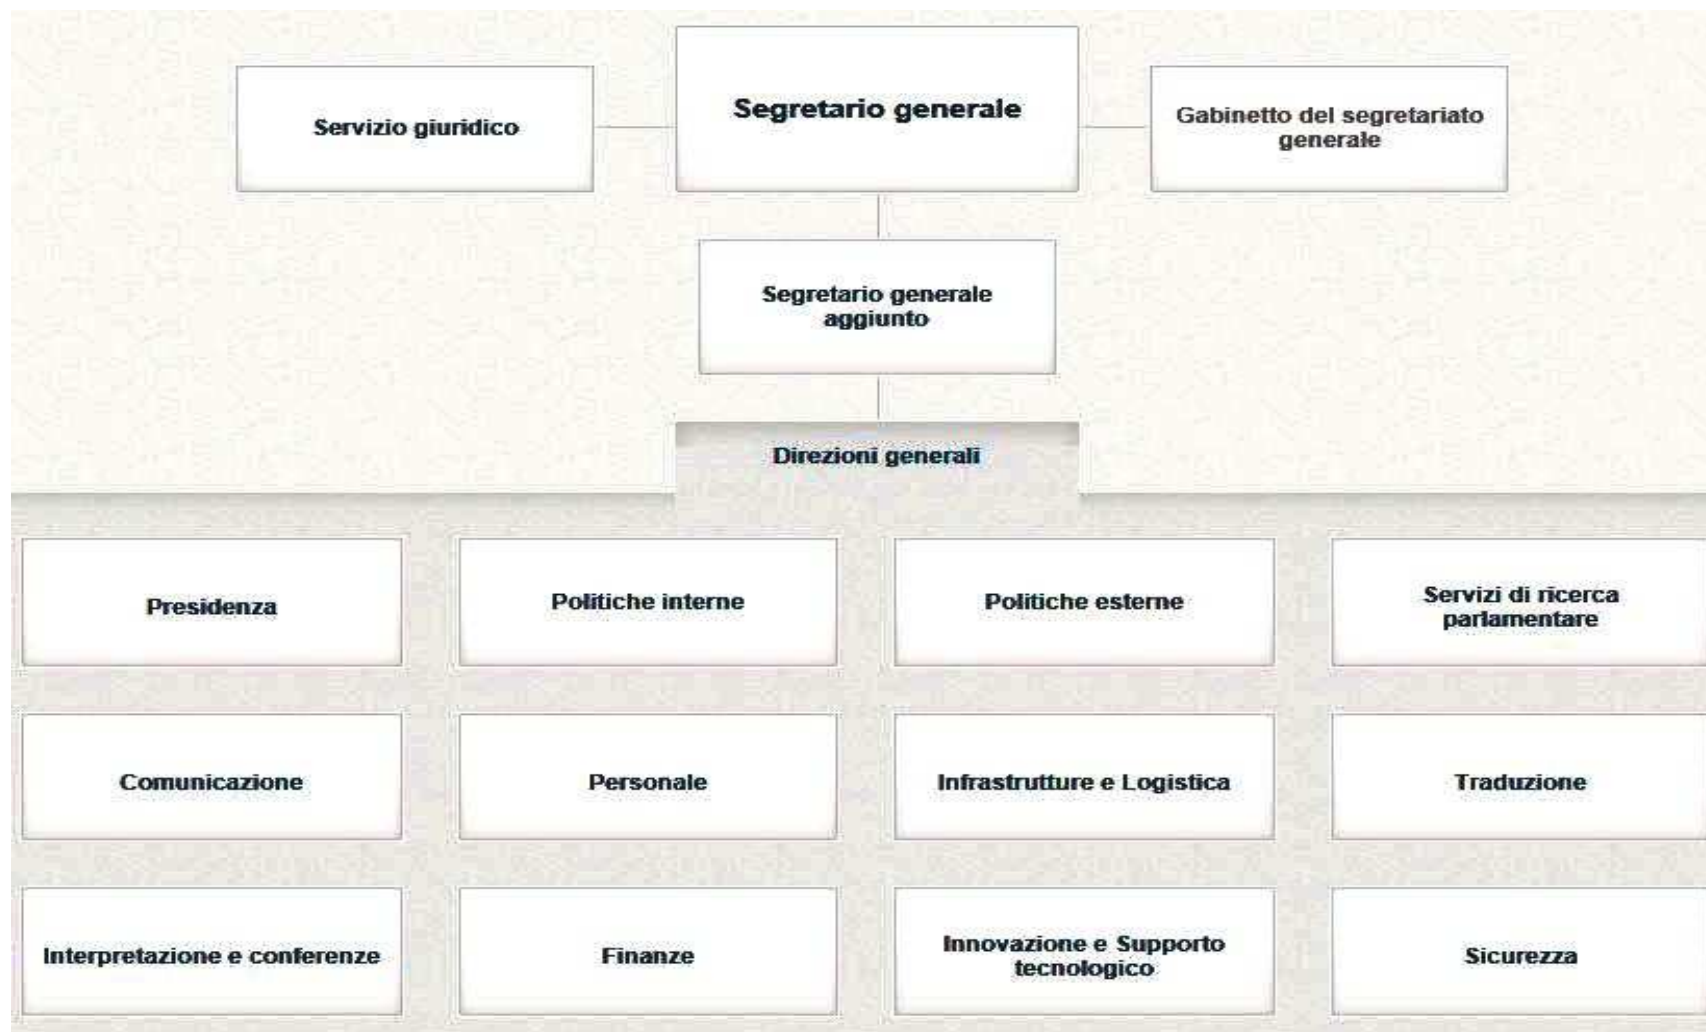 Segretario generale
Servizio giuridico
Gabinetto del segretariato
generale
Segretario generale
aggiunto
Direzioni generali
Presidenza
Politiche interne
Politiche esterne
Servizi di ricerca
parlamentare
Comunicazione
Personale
Infrastrutture e Logistica
Traduzione
Interpretazione e conferenze
Finanze
Innovazione e Supporto
tecnologico
Sicurezza